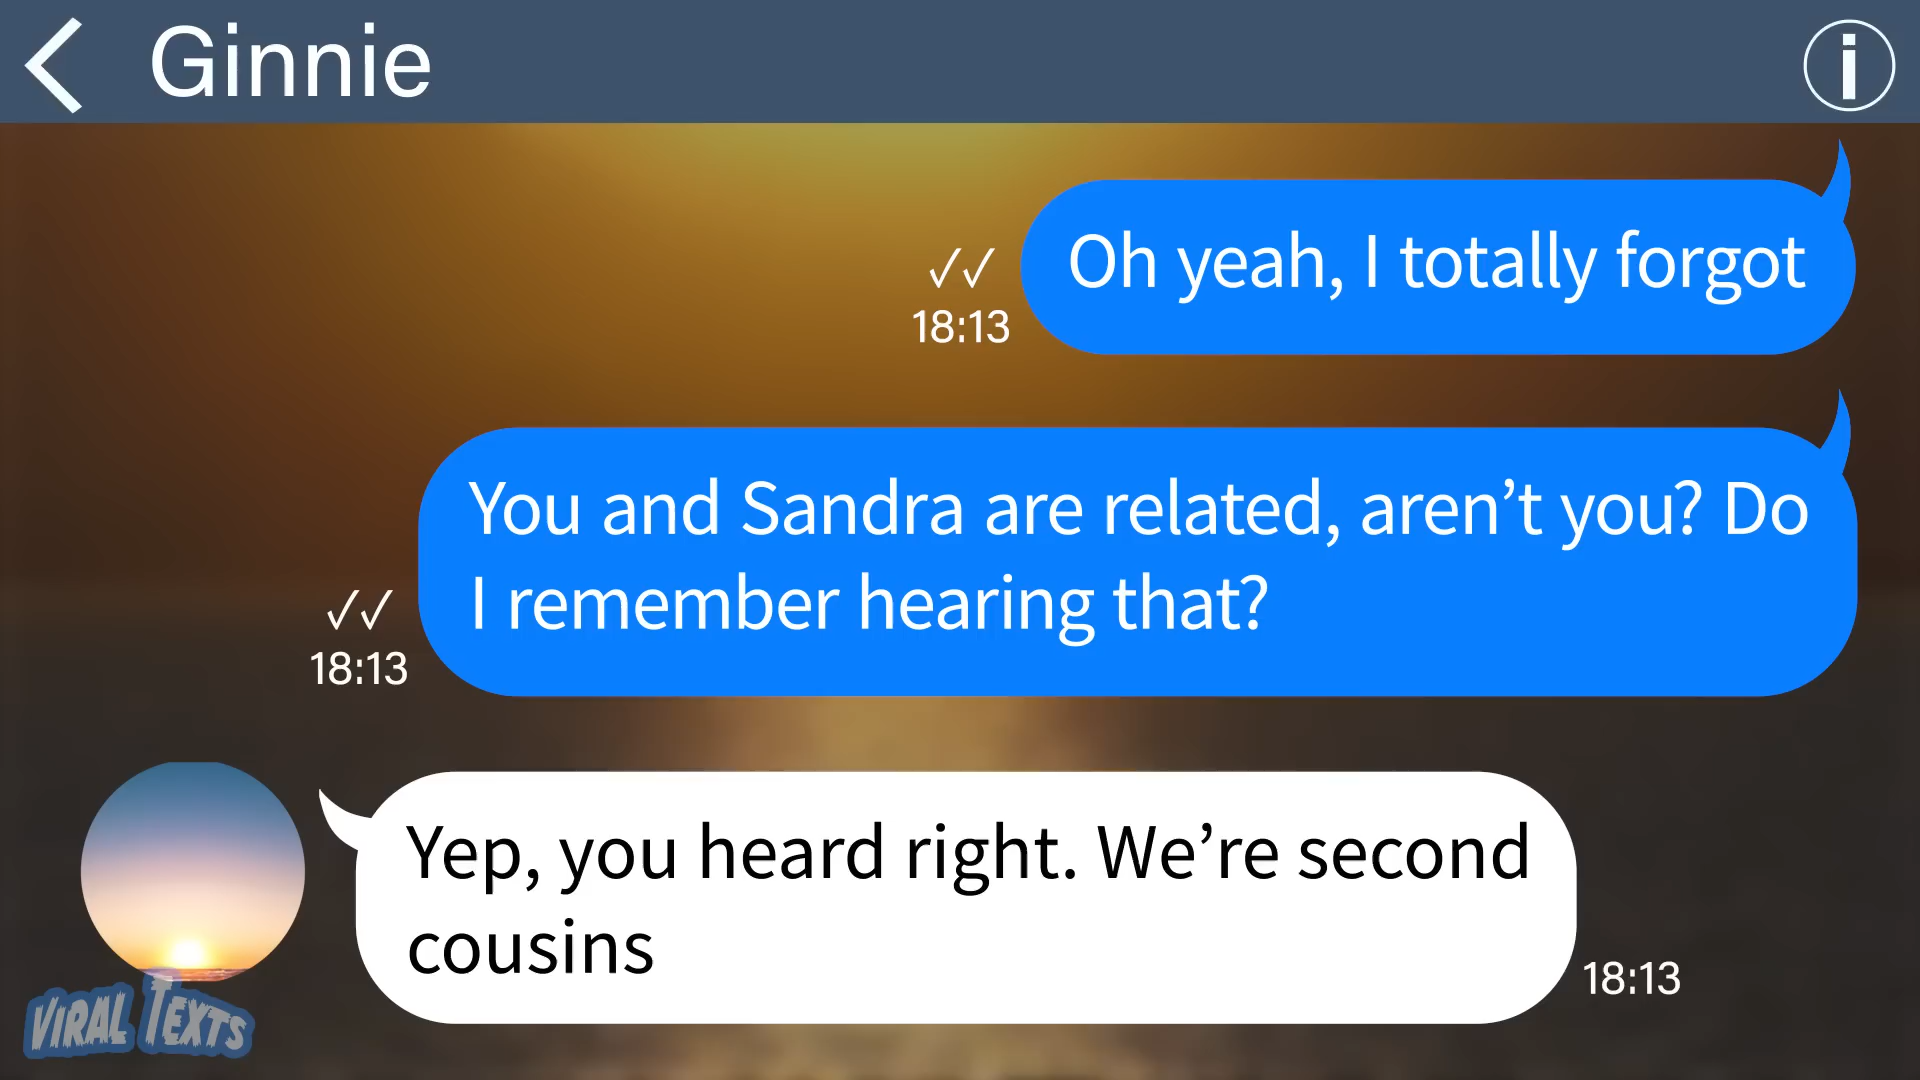 Ginnie
i
Oh yeah, I totally forgot
✓✓
18:13
You and Sandra are related, aren’t you? Do
I remember hearing that?
✓✓
18:13
Yep, you heard right. We’re second
cousins
18:13
VIRAL TEXTS